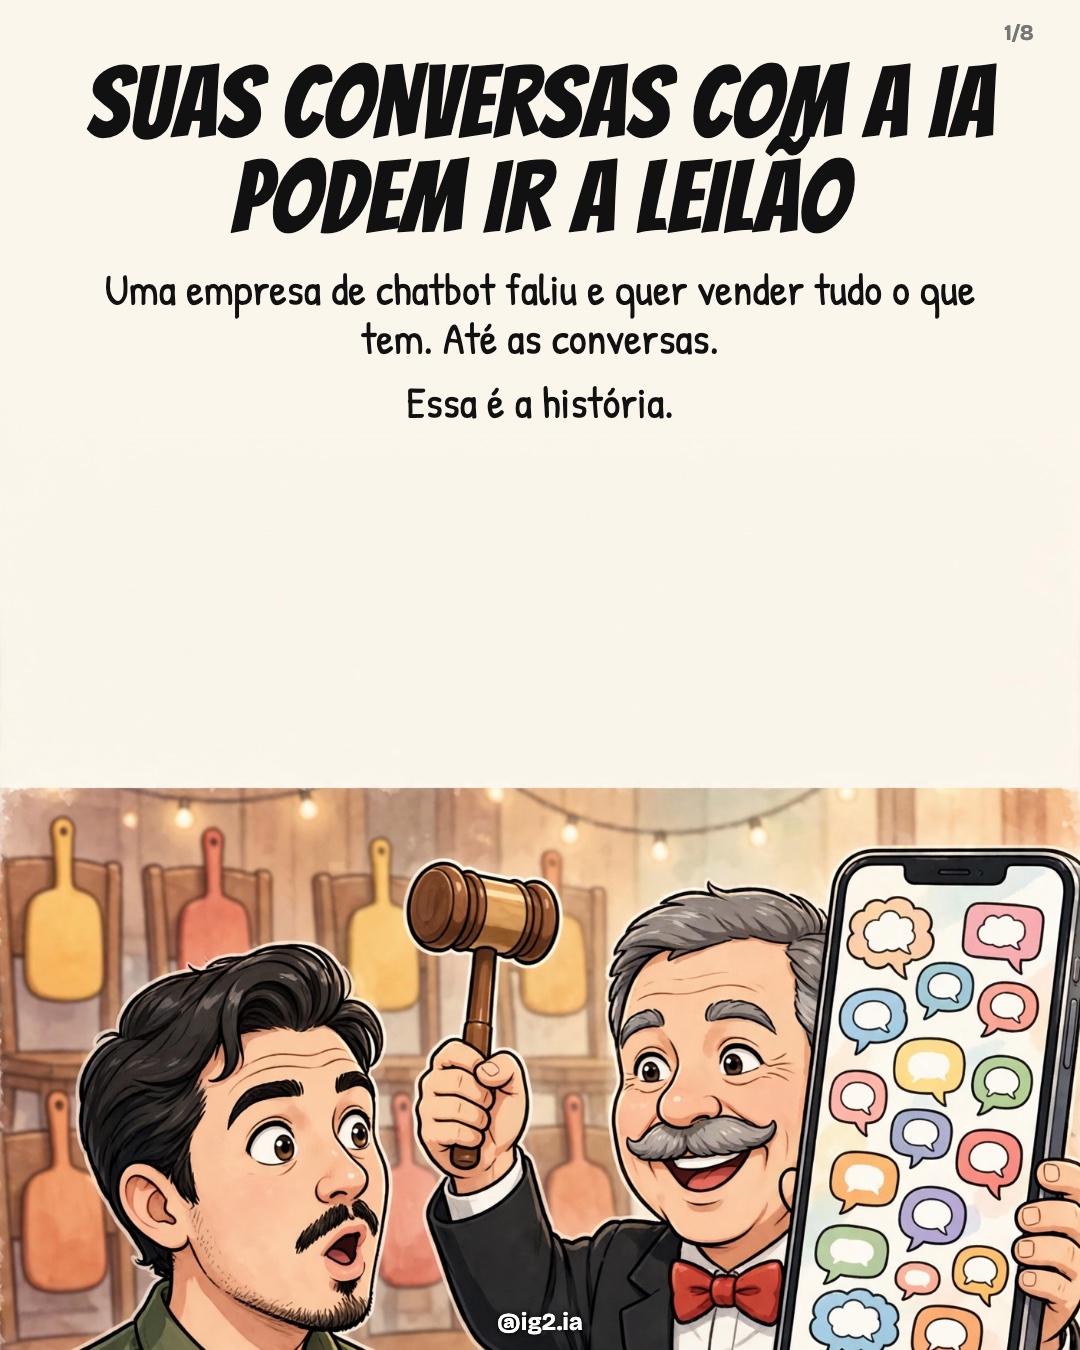 1/8
SUAS CONVERSAS COM A IA
PODEM IR A LEILÃO
Uma empresa de chatbot faliu e quer vender tudo o que
tem. Até as conversas.
Essa é a história.
@ig2.ia